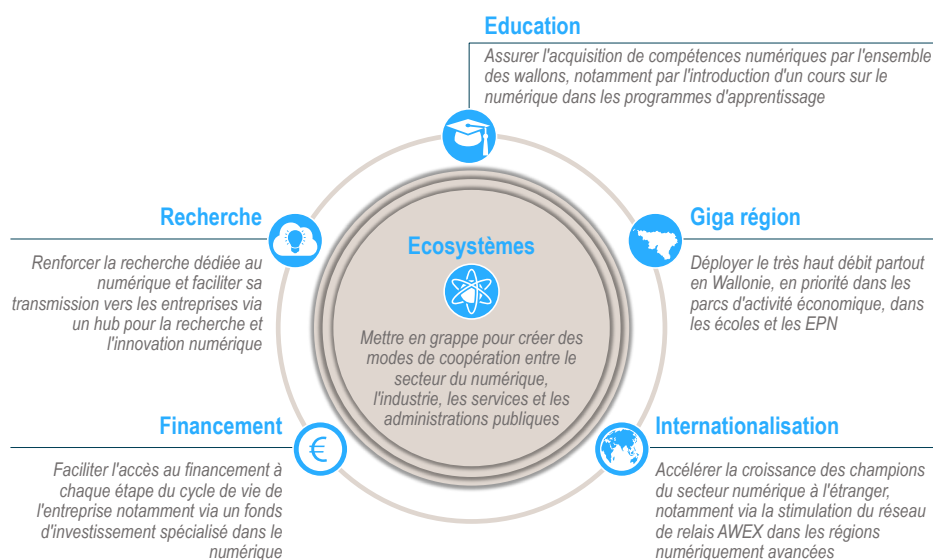 Education
Assurer l'acquisition de compétences numériques par l'ensemble
des wallons, notamment par l'introduction d'un cours sur le
numérique dans les programmes d'apprentissage
Recherche
Renforcer la recherche dédiée au
numérique et faciliter sa
transmission vers les entreprises via
un hub pour la recherche et
l'innovation numérique
Ecosystèmes
Mettre en grappe pour créer des
modes de coopération entre le
secteur du numérique,
l'industrie, les services et les
administrations publiques
Giga région
Déployer le très haut débit partout
en Wallonie, en priorité dans les
parcs d'activité économique, dans
les écoles et les EPN
Financement
€
Faciliter l'accès au financement à
chaque étape du cycle de vie de
l'entreprise notamment via un fonds
d'investissement spécialisé dans le
numérique
Internationalisation
Accélérer la croissance des champions
du secteur numérique à l'étranger,
notamment via la stimulation du réseau
de relais AWEX dans les régions
numériquement avancées